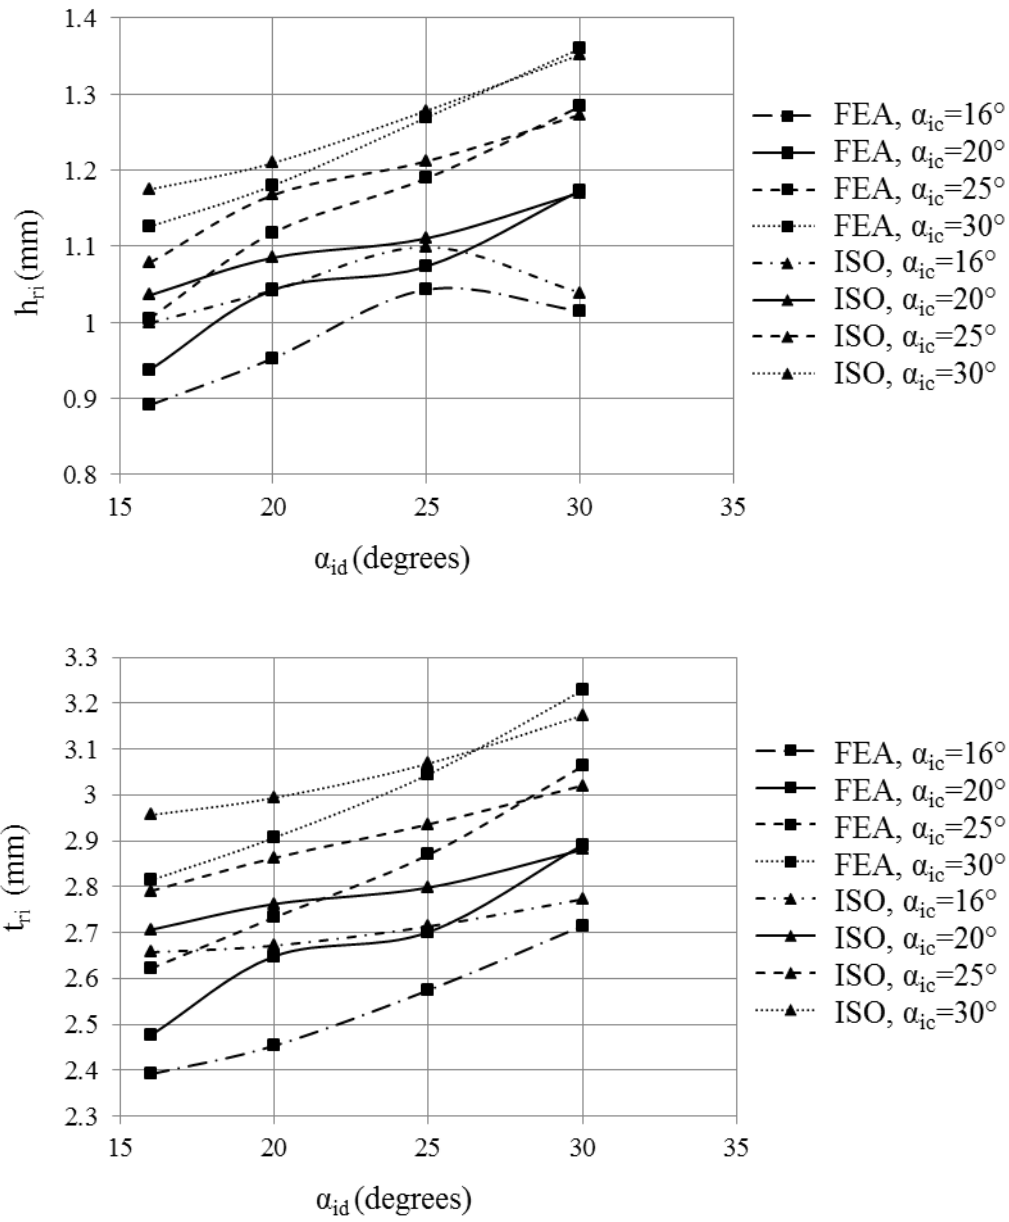 1.4
1.3
1.2
1.1
1
0.9
0.8
h_ri (mm)
15 20 25 30 35
α_id (degrees)
FEA, α_ic=16°
FEA, α_ic=20°
FEA, α_ic=25°
FEA, α_ic=30°
ISO, α_ic=16°
ISO, α_ic=20°
ISO, α_ic=25°
ISO, α_ic=30°
3.3
3.2
3.1
3
2.9
2.8
2.7
2.6
2.5
2.4
2.3
t_ri (mm)
15 20 25 30 35
α_id (degrees)
FEA, α_ic=16°
FEA, α_ic=20°
FEA, α_ic=25°
FEA, α_ic=30°
ISO, α_ic=16°
ISO, α_ic=20°
ISO, α_ic=25°
ISO, α_ic=30°